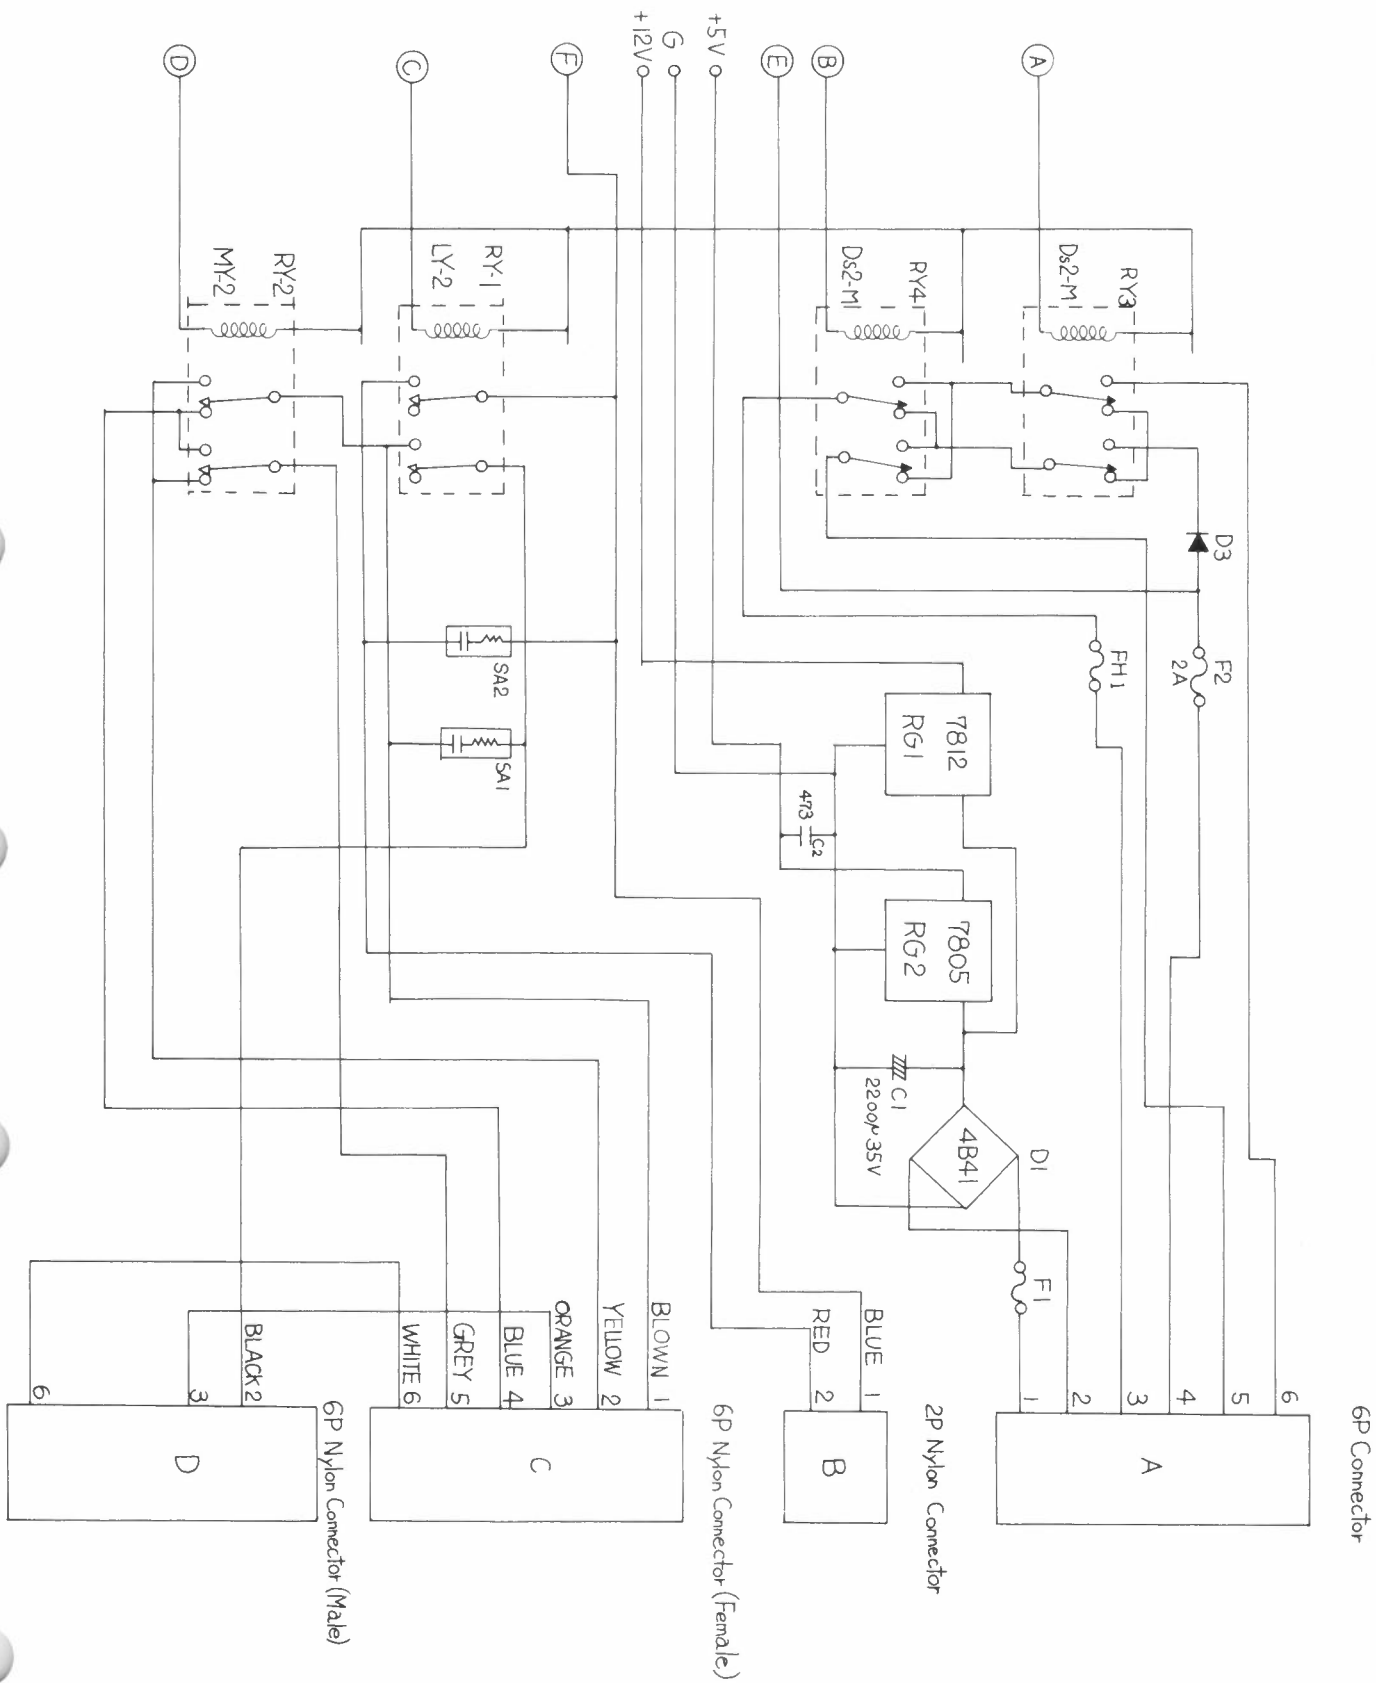 6P Connector
A
6
5
4
3
2
1
2P Nylon Connector
B
BLUE 1
RED 2
6P Nylon Connector (Female)
C
BLOWN 1
YELLOW 2
ORANGE 3
BLUE 4
GREY 5
WHITE 6
6P Nylon Connector (Male)
D
BLACK 2
3
6
F1
D1
4B41
C1
2200μ35V
7805
RG2
7812
RG1
473
C2
F2
2A
FH1
D3
SA2
SA1
RY3
Ds2-M
RY4
Ds2-M
RY-1
LY-2
RY-2
MY-2
A
B
E
+5V
G
+12V
F
C
D